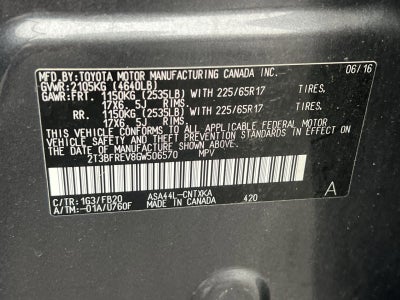 MFD.BY:TOYOTA MOTOR MANUFACTURING CANADA INC. 06/16
GVWR:2105KG (4640LB)
GAWR:FRT. 1150KG (2535LB) WITH 225/65R17 TIRES,
17X6.5J RIMS,
RR. 1150KG (2535LB) WITH 225/65R17 TIRES,
17X6.5J RIMS,
THIS VEHICLE CONFORMS TO ALL APPLICABLE FEDERAL MOTOR
VEHICLE SAFETY AND THEFT PREVENTION STANDARDS IN
EFFECT ON THE DATE OF MANUFACTURE SHOWN ABOVE.
2T3BFREV8GW506570 MPV
C/TR:1G3/FB20 ASA44L-CNTXKA 420 A
A/TM:-01A/U760F MADE IN CANADA